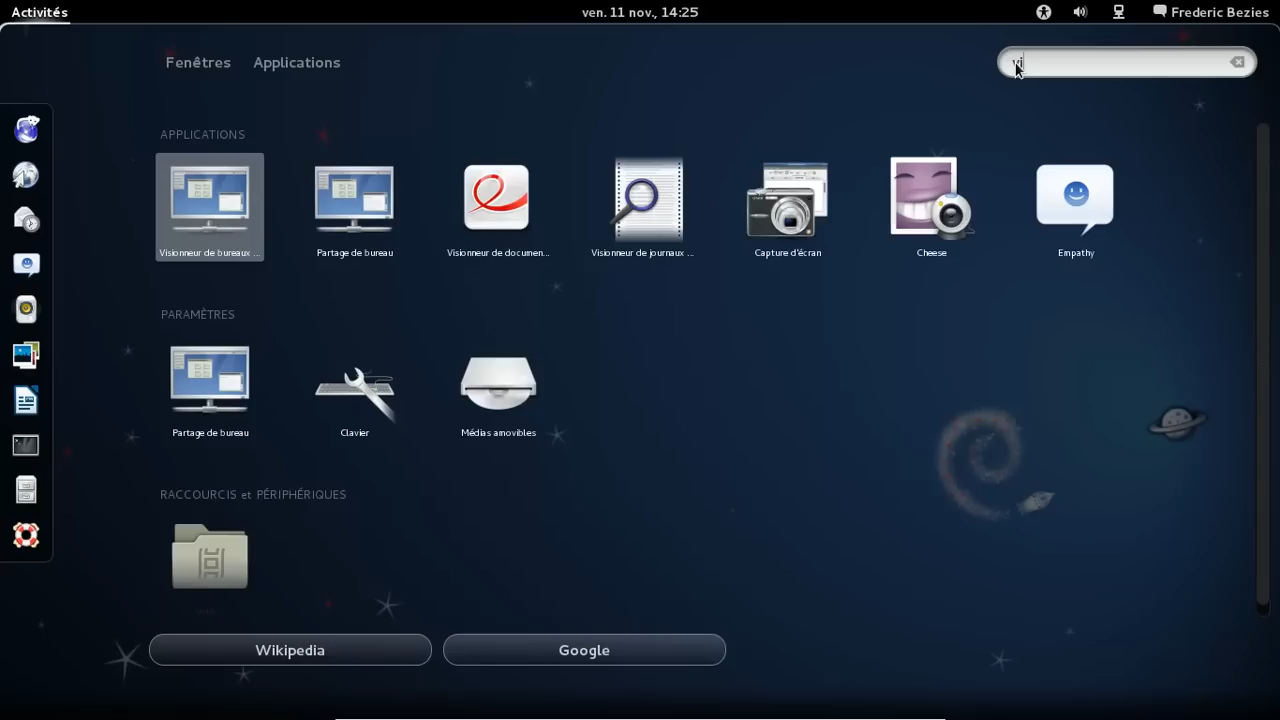 Activités
ven. 11 nov., 14:25
Frederic Bezies
Fenêtres
Applications
vi
APPLICATIONS
Visionneur de bureaux ...
Partage de bureau
Visionneur de documen...
Visionneur de journaux ...
Capture d'écran
Cheese
Empathy
PARAMÈTRES
Partage de bureau
Clavier
Médias amovibles
RACCOURCIS et PÉRIPHÉRIQUES
Wikipedia
Google